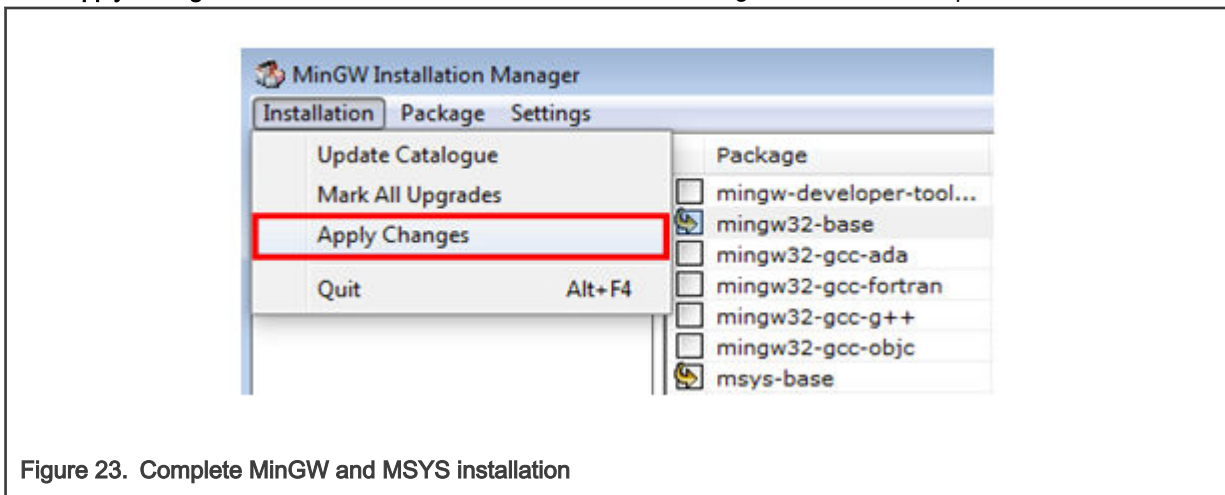 MinGW Installation Manager
Installation Package Settings
Update Catalogue
Mark All Upgrades
Apply Changes
Quit Alt+F4
Package
mingw-developer-tool...
mingw32-base
mingw32-gcc-ada
mingw32-gcc-fortran
mingw32-gcc-g++
mingw32-gcc-objc
msys-base
Figure 23. Complete MinGW and MSYS installation